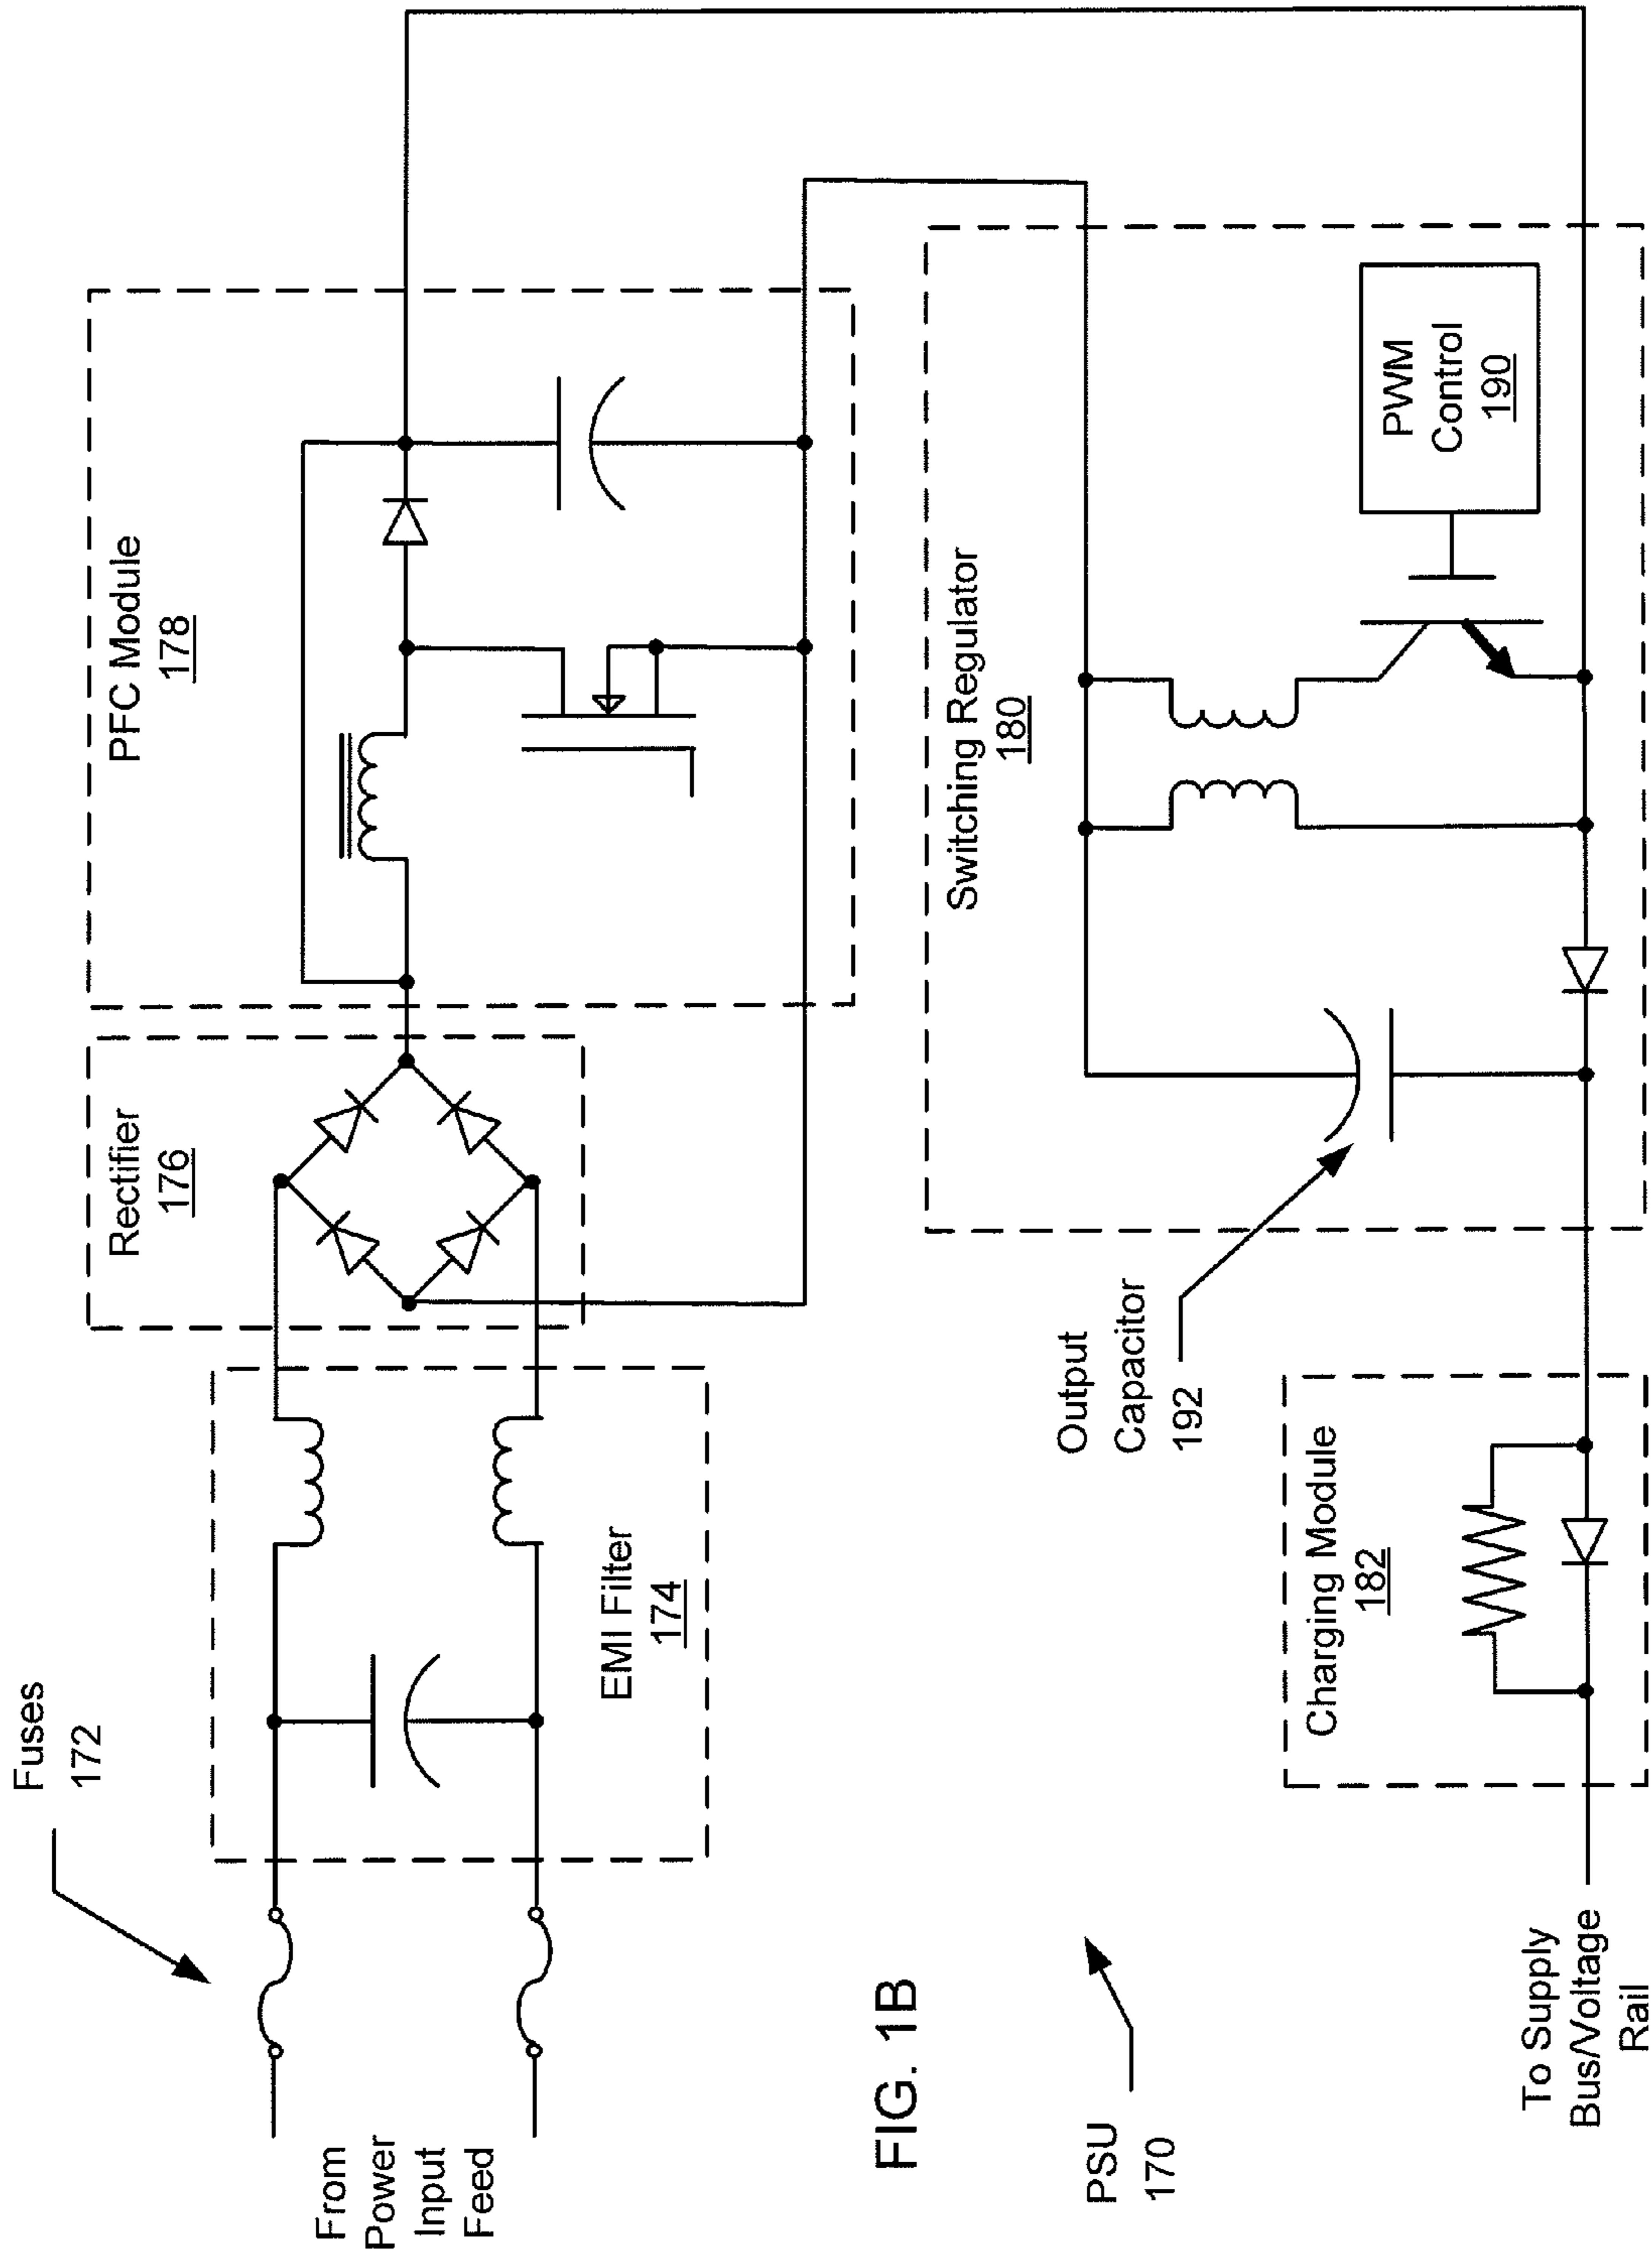 Fuses
172
From
Power
Input
Feed
EMI Filter
174
Rectifier
176
PFC Module
178
FIG. 1B
PSU
170
Switching Regulator
180
PWM
Control
190
Output
Capacitor
192
Charging Module
182
To Supply
Bus/Voltage
Rail